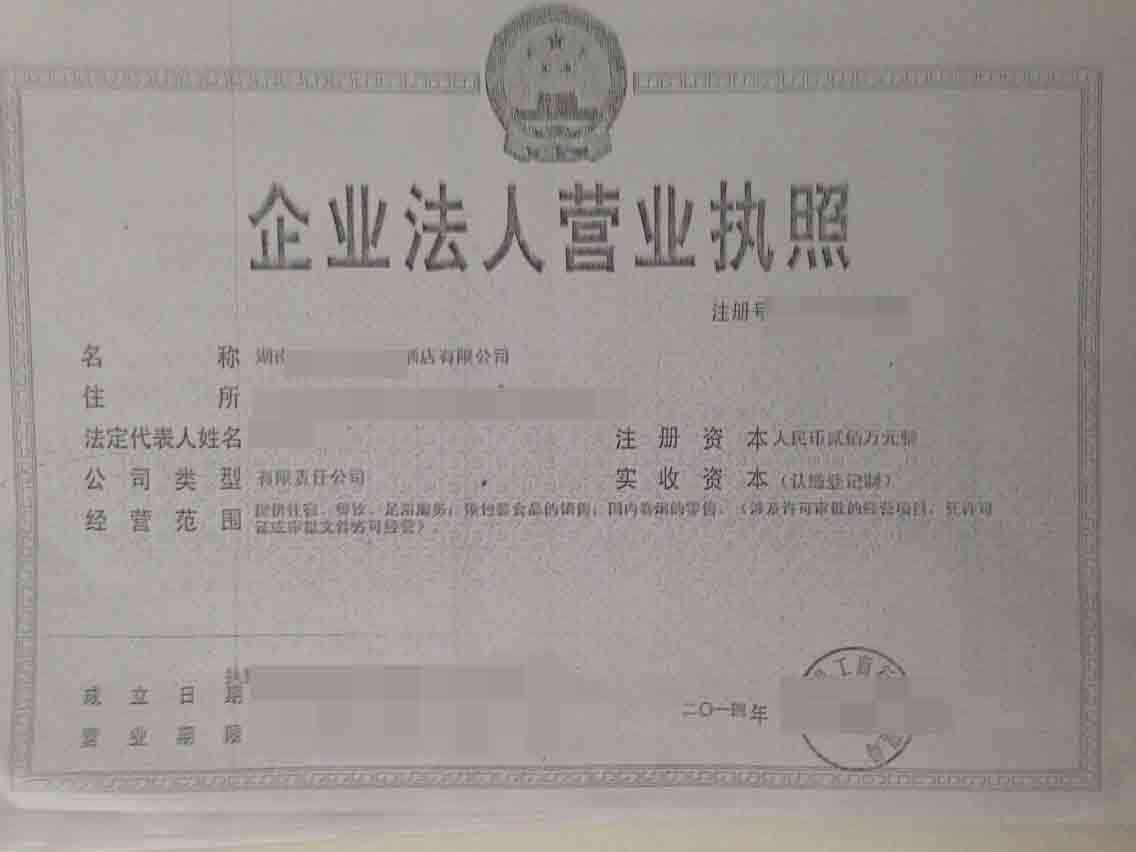 企业法人营业执照
注册号
名称 湖 店有限公司
住所
法定代表人姓名 注册资本 人民币贰佰万元整
公司类型 有限责任公司 实收资本 (认缴登记制)
经营范围 提供住宿、餐饮、足浴服务;预包装食品的销售;国内卷烟的零售。(涉及许可审批的经营项目,凭许可
证或审批文件方可经营)。
成立日期 二〇一四年
营业期限
工商